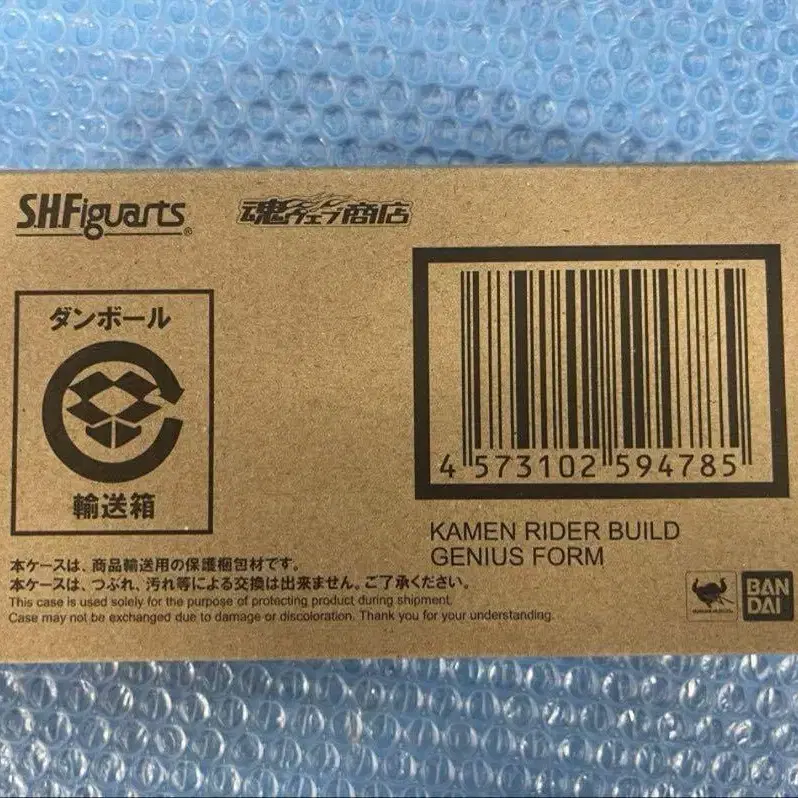 S.H.Figuarts®
魂ウェブ商店
ダンボール
輸送箱
4 573102 594785
KAMEN RIDER BUILD
GENIUS FORM
本ケースは、商品輸送用の保護梱包材です。
本ケースは、つぶれ、汚れ等による交換は出来ません。ご了承ください。
This case is used solely for the purpose of protecting product during shipment.
Case may not be exchanged due to damage or discoloration. Thank you for your understanding.
BAN
DAI